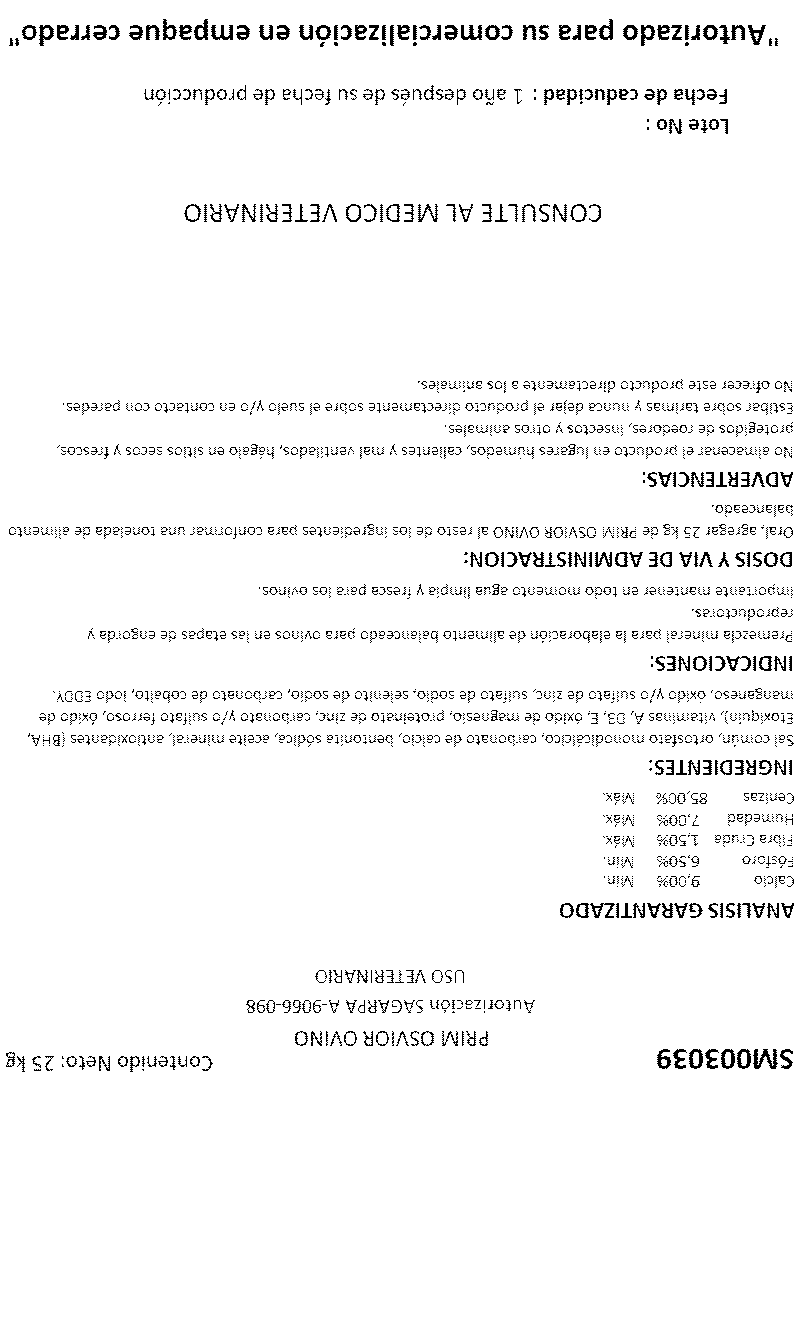 SM003039
Contenido Neto: 25 kg
PRIM OSVIOR OVINO
Autorización SAGARPA A-9066-098
USO VETERINARIO
ANALISIS GARANTIZADO
Calcio 9,00% Min.
Fósforo 6,50% Min.
Fibra Cruda 1,50% Máx.
Humedad 7,00% Máx.
Cenizas 85,00% Máx.
INGREDIENTES:
Sal común, ortosfato monodicálcico, carbonato de calcio, bentonita sódica, aceite mineral, antioxidantes (BHA,
Etoxiquin), vitaminas A, D3, E, óxido de magnesio, proteinato de zinc, carbonato y/o sulfato ferroso, óxido de
manganeso, óxido y/o sulfato de zinc, sulfato de sodio, selenito de sodio, carbonato de cobalto, Iodo EDDY.
INDICACIONES:
Premezcla mineral para la elaboración de alimento balanceado para ovinos en las etapas de engorda y
reproductoras.
Importante mantener en todo momento agua limpia y fresca para los ovinos.
DOSIS Y VIA DE ADMINISTRACION:
Oral, agregar 25 kg de PRIM OSVIOR OVINO al resto de los ingredientes para conformar una tonelada de alimento
balanceado.
ADVERTENCIAS:
No almacenar el producto en lugares húmedos, calientes y mal ventilados, hágalo en sitios secos y frescos,
protegidos de roedores, insectos y otros animales.
Estibar sobre tarimas y nunca dejar el producto directamente sobre el suelo y/o en contacto con paredes.
No ofrecer este producto directamente a los animales.
CONSULTE AL MEDICO VETERINARIO
Lote No :
Fecha de caducidad : 1 año después de su fecha de producción
"Autorizado para su comercialización en empaque cerrado"